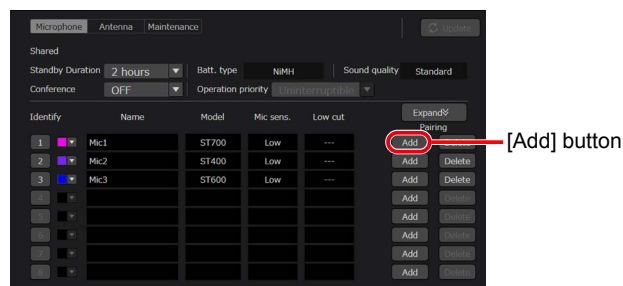 Microphone Antenna Maintenance Update
Shared
Standby Duration 2 hours Batt. type NiMH Sound quality Standard
Conference OFF Operation priority Uninterruptible
Identify Name Model Mic sens. Low cut Expand
Pairing
1 Mic1 ST700 Low --- Add Delete [Add] button
2 Mic2 ST400 Low --- Add Delete
3 Mic3 ST600 Low --- Add Delete
4 Add Delete
5 Add Delete
6 Add Delete
7 Add Delete
8 Add Delete